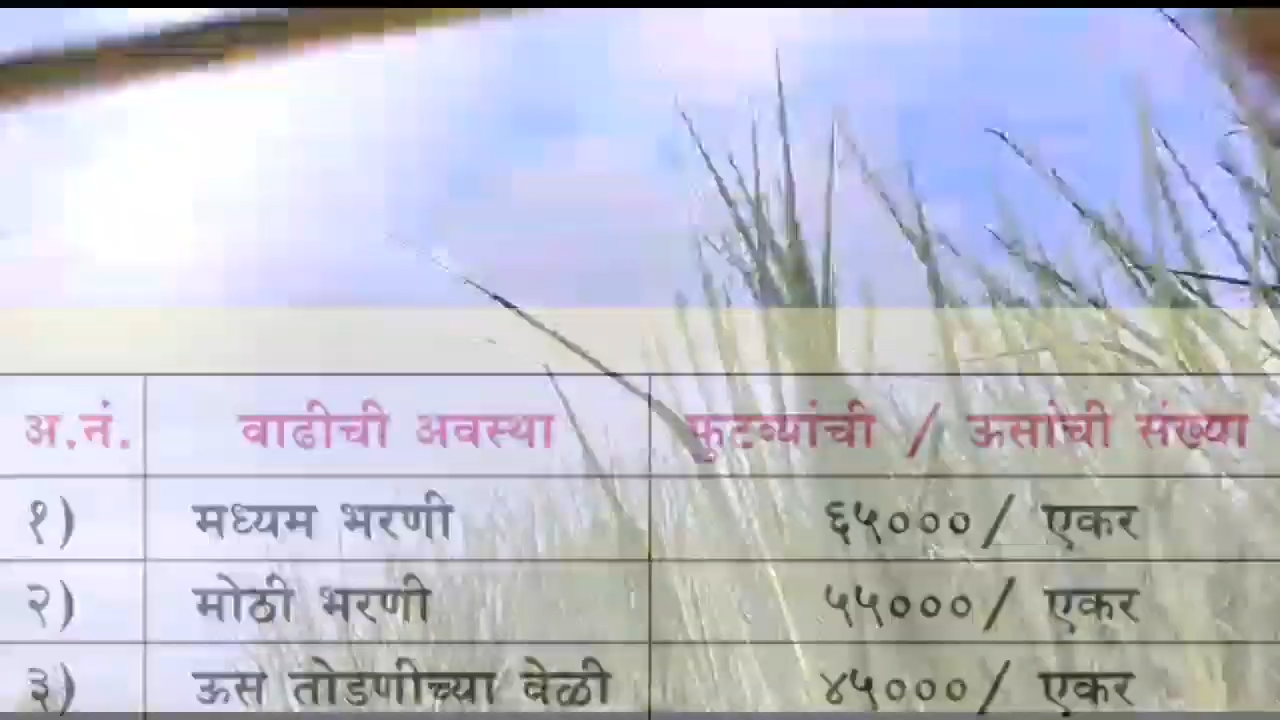 अ.नं. वाढीची अवस्था फुटव्यांची / ऊसांची संख्या
१) मध्यम भरणी ६५०००/ एकर
२) मोठी भरणी ५५०००/ एकर
३) ऊस तोडणीच्या वेळी ४५०००/ एकर